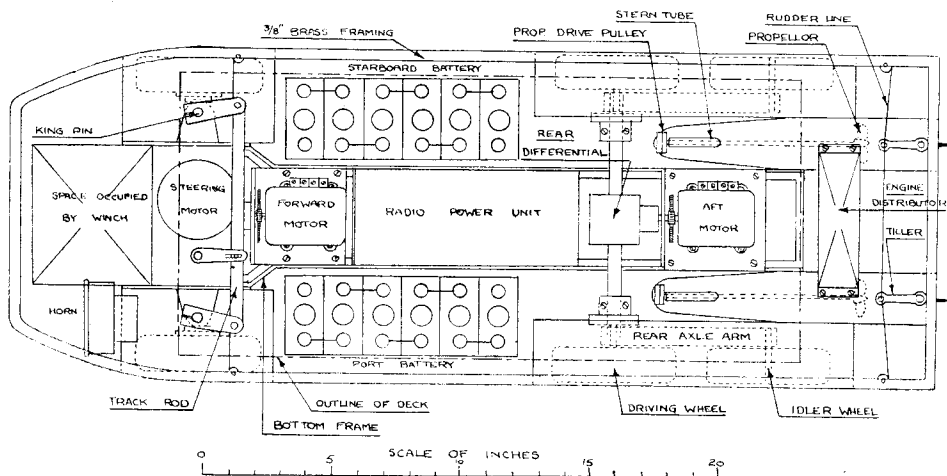 STERN TUBE
RUDDER LINE
3/8" BRASS FRAMING
PROP. DRIVE PULLEY
PROPELLOR
STARBOARD BATTERY
KING PIN
REAR
DIFFERENTIAL
SPACE OCCUPIED
BY WINCH
STEERING
MOTOR
FORWARD
MOTOR
RADIO POWER UNIT
AFT
MOTOR
ENGINE
DISTRIBUTOR
TILLER
HORN
REAR AXLE ARM
PORT BATTERY
TRACK ROD
OUTLINE OF DECK
BOTTOM FRAME
DRIVING WHEEL
IDLER WHEEL
SCALE OF INCHES
0 5 10 15 20